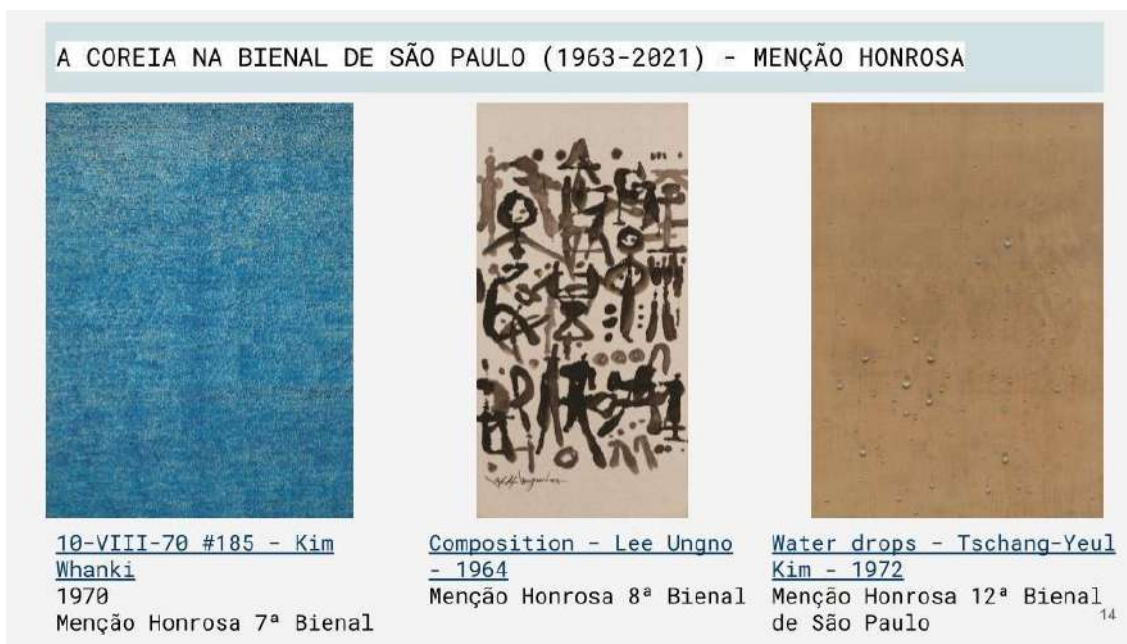 A COREIA NA BIENAL DE SÃO PAULO (1963-2021) - MENÇÃO HONROSA
10-VIII-70 #185 - Kim
Whanki
1970
Menção Honrosa 7ª Bienal
Composition - Lee Ungno
- 1964
Menção Honrosa 8ª Bienal
Water drops - Tschang-Yeul
Kim - 1972
Menção Honrosa 12ª Bienal
de São Paulo
14